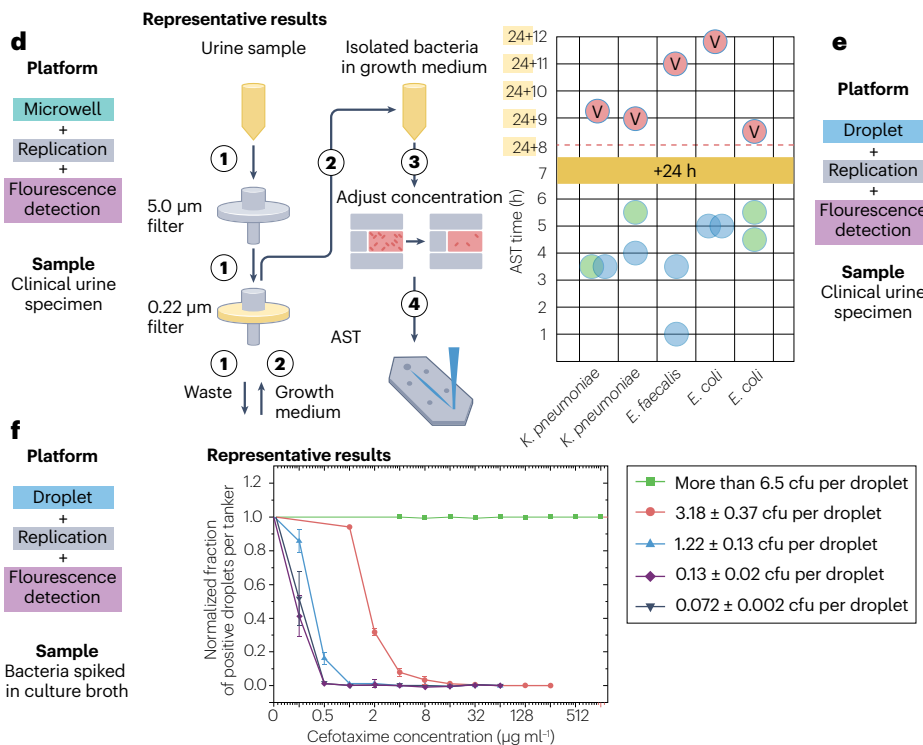 d
Platform
Microwell
+
Replication
+
Flourescence
detection
Sample
Clinical urine
specimen
Representative results
Urine sample
Isolated bacteria
in growth medium
1
2
3
5.0 µm
filter
Adjust concentration
1
4
0.22 µm
filter
AST
1
2
Waste
Growth
medium
AST time (h)
24+12
24+11
24+10
24+9
24+8
7
6
5
4
3
2
1
V
V
V
V
V
+24 h
K. pneumoniae
K. pneumoniae
E. faecalis
E. coli
E. coli
e
Platform
Droplet
+
Replication
+
Flourescence
detection
Sample
Clinical urine
specimen
f
Platform
Droplet
+
Replication
+
Flourescence
detection
Sample
Bacteria spiked
in culture broth
Representative results
Normalized fraction
of positive droplets per tanker
1.2
1.0
0.8
0.6
0.4
0.2
0.0
0 0.5 2 8 32 128 512
Cefotaxime concentration (µg ml⁻¹)
More than 6.5 cfu per droplet
3.18 ± 0.37 cfu per droplet
1.22 ± 0.13 cfu per droplet
0.13 ± 0.02 cfu per droplet
0.072 ± 0.002 cfu per droplet